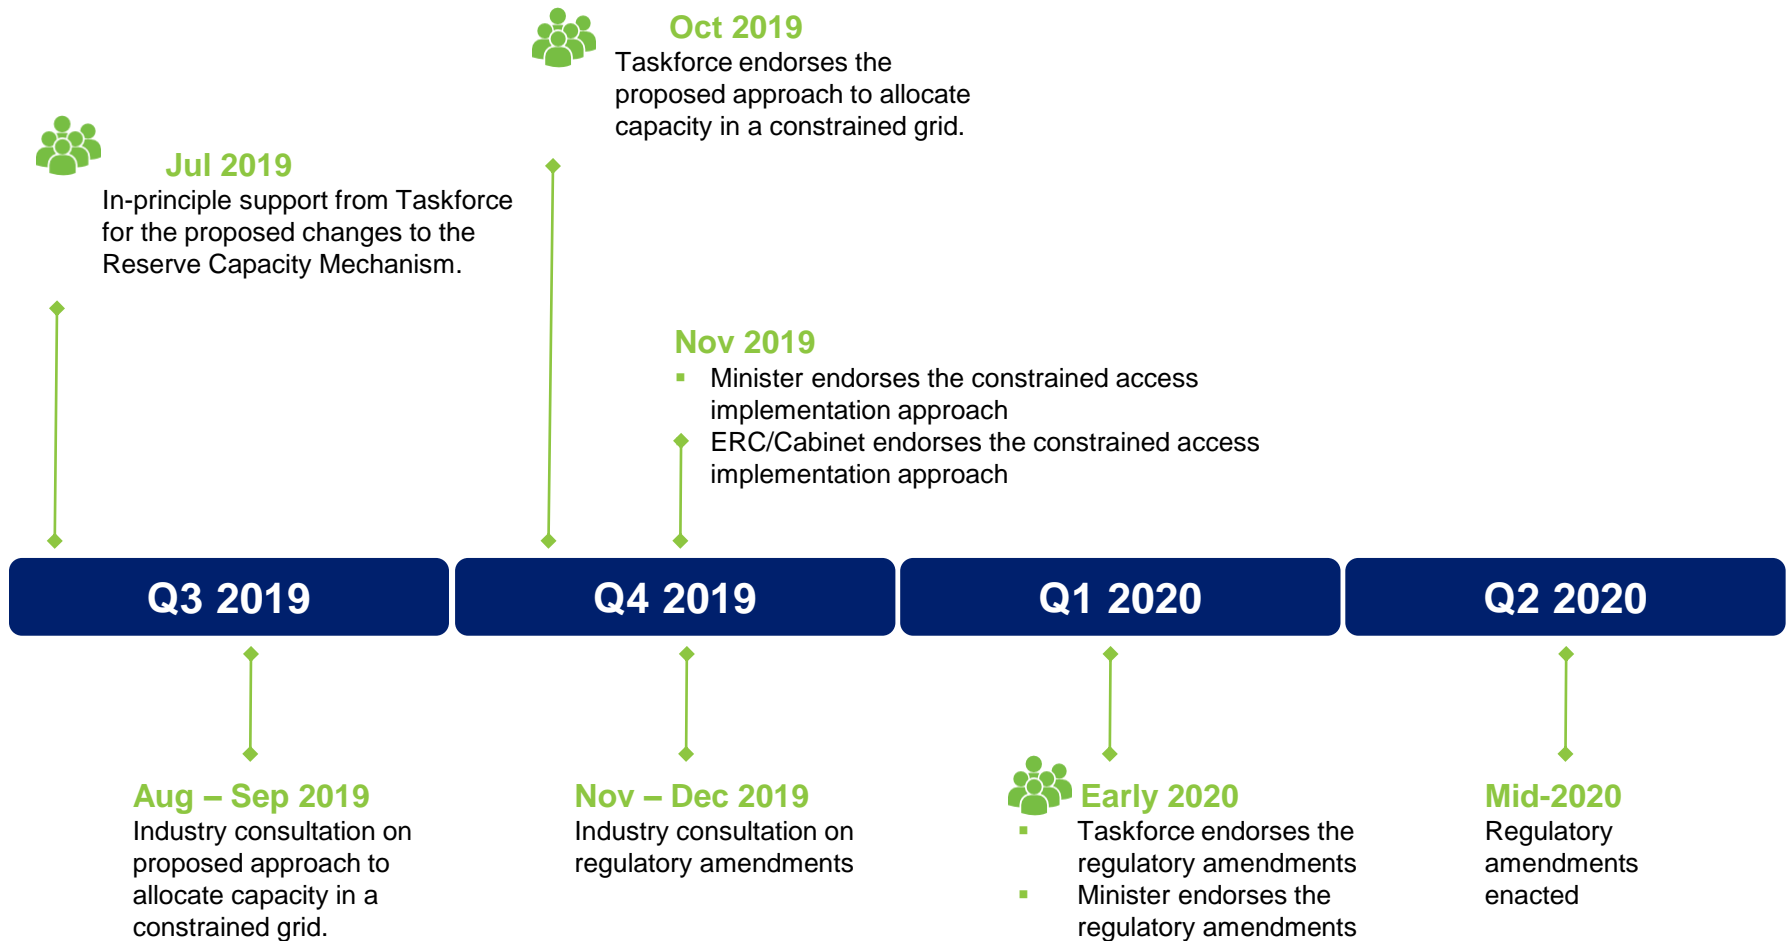 Oct 2019
Taskforce endorses the
proposed approach to allocate
capacity in a constrained grid.
Jul 2019
In-principle support from Taskforce
for the proposed changes to the
Reserve Capacity Mechanism.
Nov 2019
▪ Minister endorses the constrained access
implementation approach
ERC/Cabinet endorses the constrained access
implementation approach
Q3 2019
Q4 2019
Q1 2020
Q2 2020
Aug – Sep 2019
Industry consultation on
proposed approach to
allocate capacity in a
constrained grid.
Nov – Dec 2019
Industry consultation on
regulatory amendments
Early 2020
▪ Taskforce endorses the
regulatory amendments
▪ Minister endorses the
regulatory amendments
Mid-2020
Regulatory
amendments
enacted